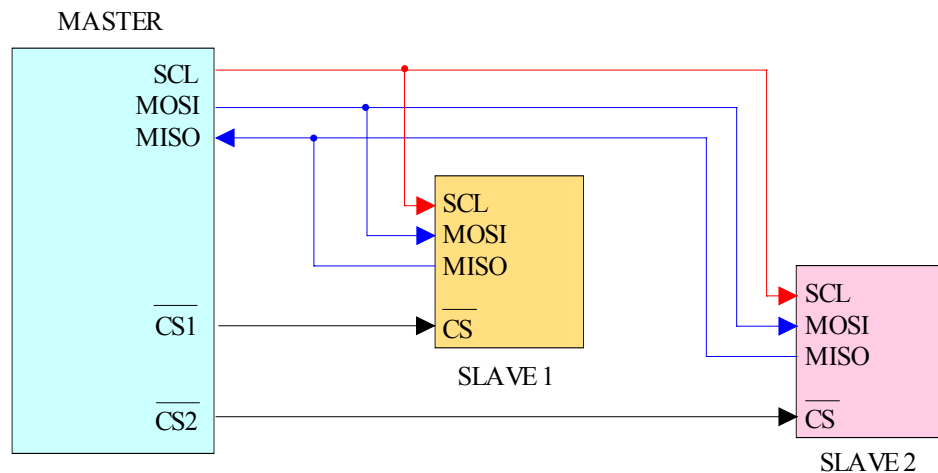 MASTER
SCL
MOSI
MISO
CS1
CS2
SCL
MOSI
MISO
CS
SLAVE 1
SCL
MOSI
MISO
CS
SLAVE 2